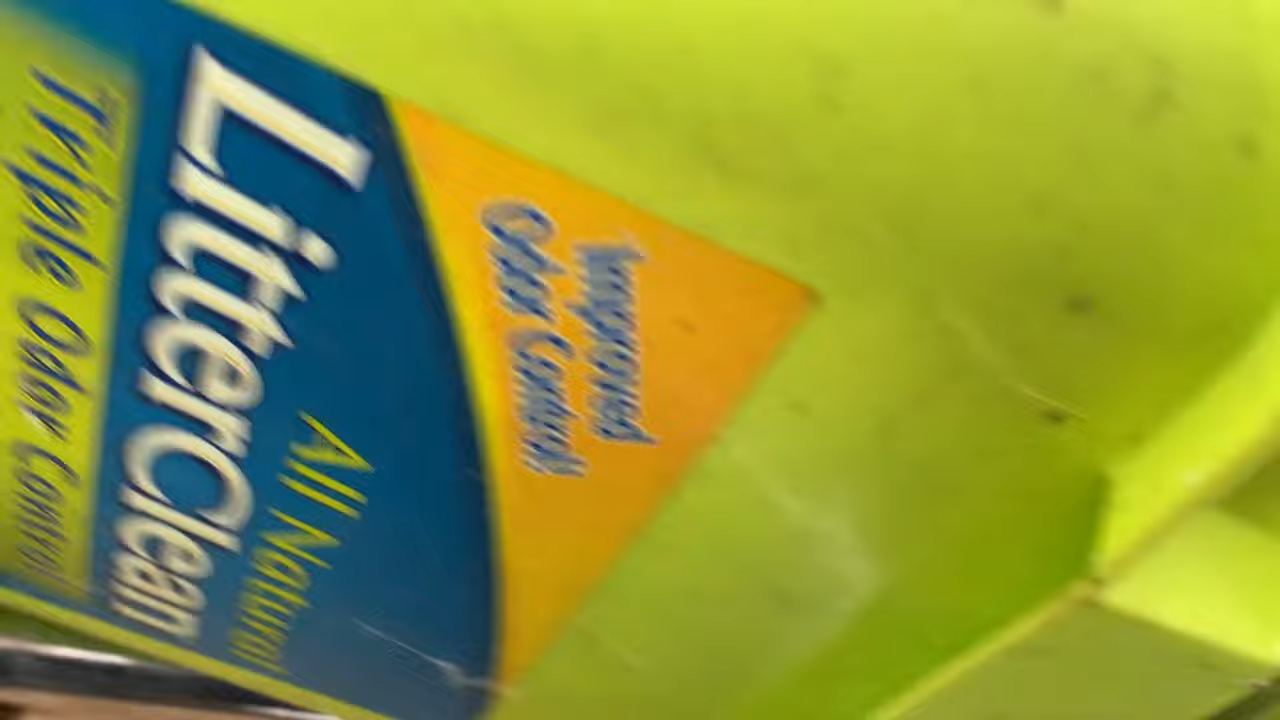 Improved
Odor Control
All Natural
LitterClean
Triple Odor Control